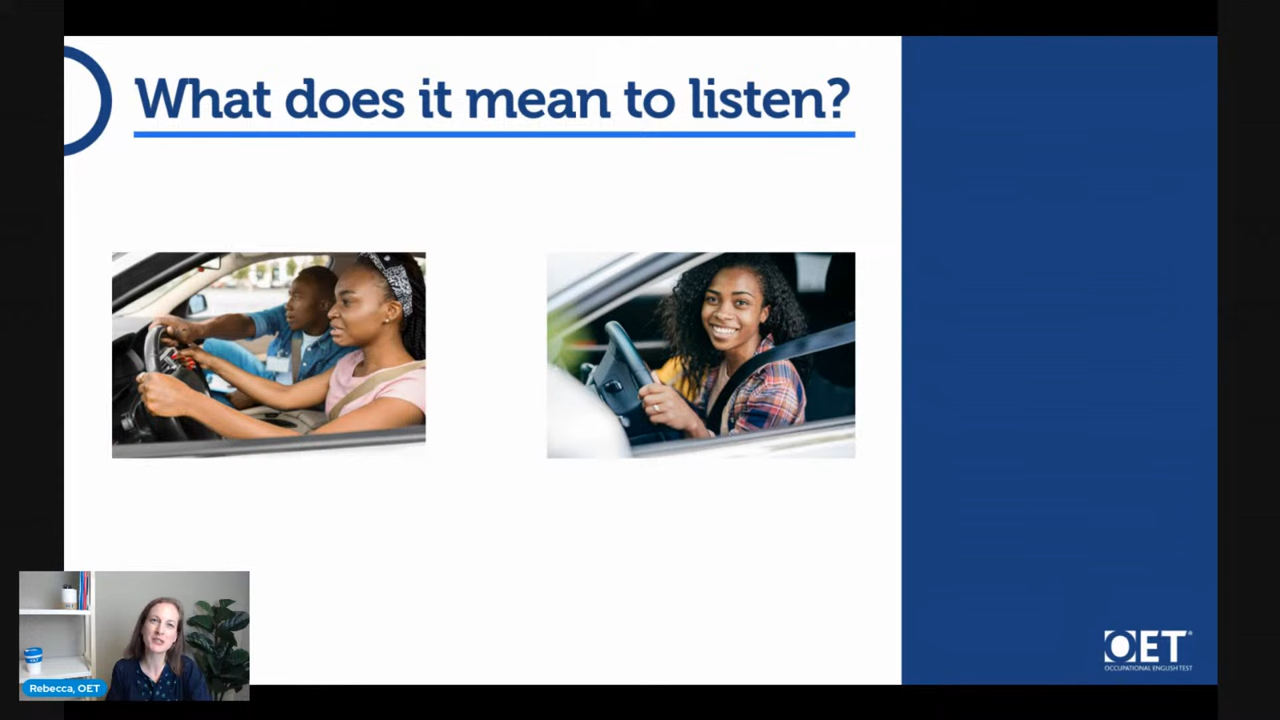 What does it mean to listen?
Rebecca, OET
OET®
OCCUPATIONAL ENGLISH TEST